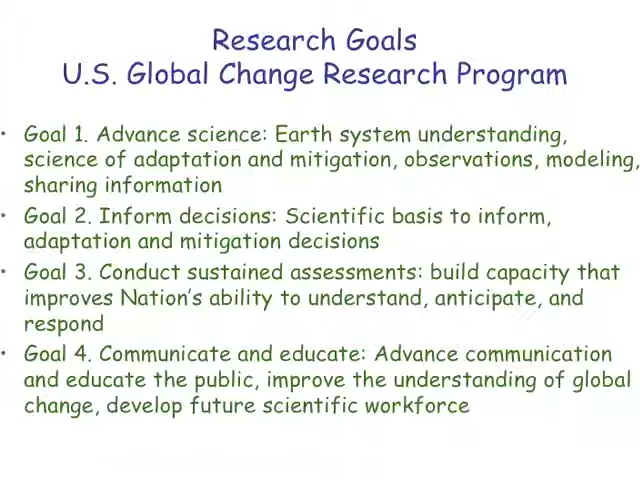 Research Goals
U.S. Global Change Research Program
• Goal 1. Advance science: Earth system understanding,
science of adaptation and mitigation, observations, modeling,
sharing information
• Goal 2. Inform decisions: Scientific basis to inform,
adaptation and mitigation decisions
• Goal 3. Conduct sustained assessments: build capacity that
improves Nation's ability to understand, anticipate, and
respond
• Goal 4. Communicate and educate: Advance communication
and educate the public, improve the understanding of global
change, develop future scientific workforce